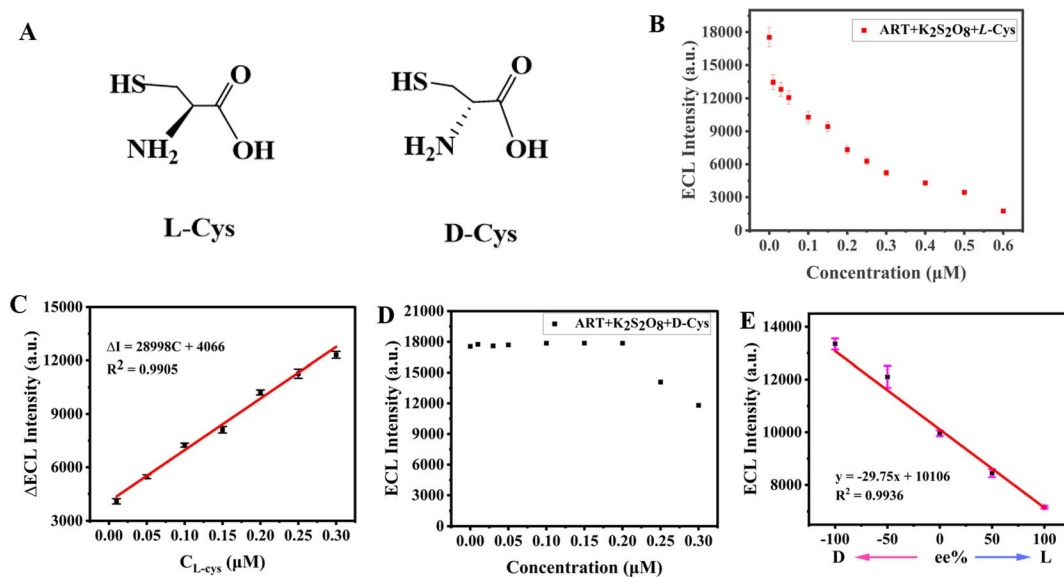 A
HS
O
NH2
OH
L-Cys
HS
O
H2N
OH
D-Cys
B
ART+K2S2O8+L-Cys
ECL Intensity (a.u.)
18000
15000
12000
9000
6000
3000
0
0.0 0.1 0.2 0.3 0.4 0.5 0.6
Concentration (μM)
C
ΔECL Intensity (a.u.)
15000
12000
9000
6000
3000
ΔI = 28998C + 4066
R2 = 0.9905
0.00 0.05 0.10 0.15 0.20 0.25 0.30
CL-cys (μM)
D
ART+K2S2O8+D-Cys
ECL Intensity (a.u.)
21000
18000
15000
12000
9000
6000
3000
0
0.00 0.05 0.10 0.15 0.20 0.25 0.30
Concentration (μM)
E
ECL Intensity (a.u.)
14000
12000
10000
8000
y = -29.75x + 10106
R2 = 0.9936
-100 -50 0 50 100
D ee% L